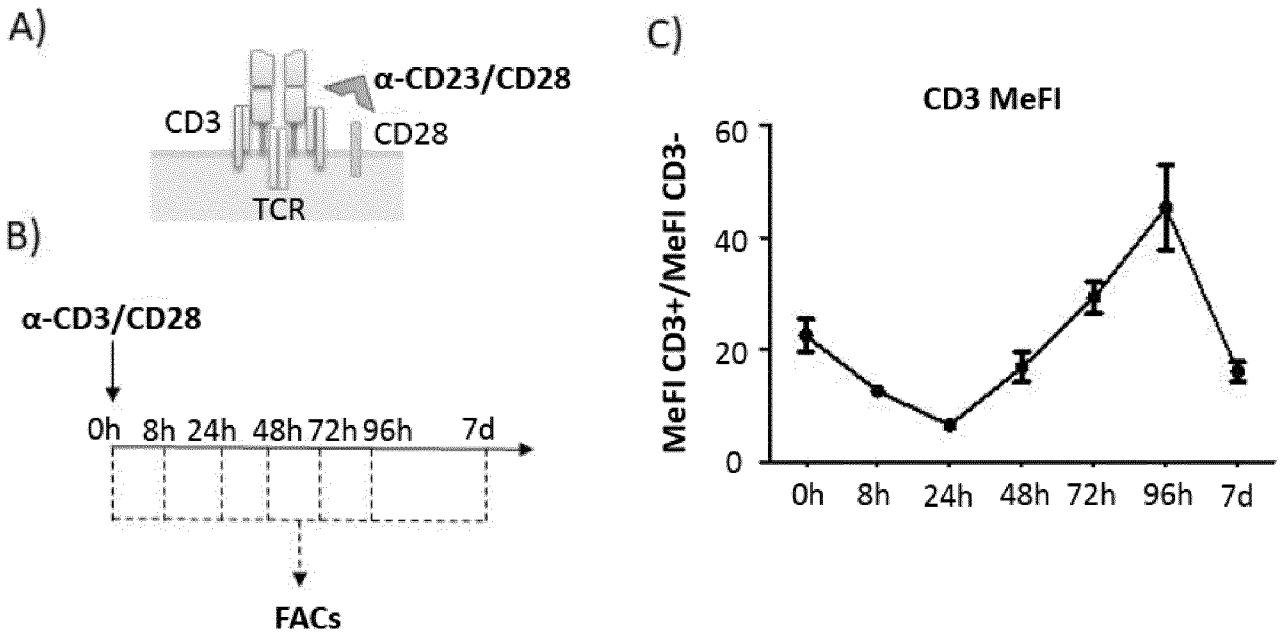 A)
α-CD23/CD28
CD3
CD28
TCR
B)
α-CD3/CD28
0h 8h 24h 48h 72h 96h 7d
FACs
C)
CD3 MeFI
MeFI CD3+/MeFI CD3-
60
40
20
0
0h 8h 24h 48h 72h 96h 7d